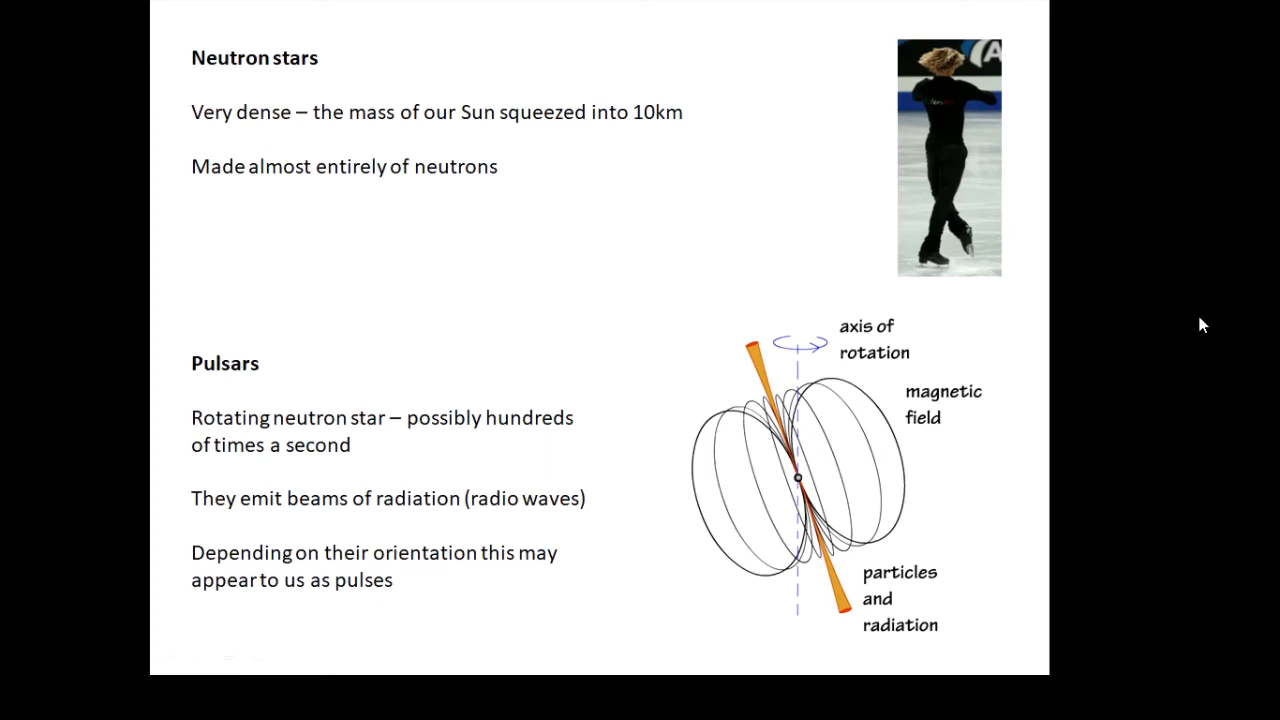 Neutron stars
Very dense – the mass of our Sun squeezed into 10km
Made almost entirely of neutrons
Pulsars
Rotating neutron star – possibly hundreds
of times a second
They emit beams of radiation (radio waves)
Depending on their orientation this may
appear to us as pulses
axis of
rotation
magnetic
field
particles
and
radiation